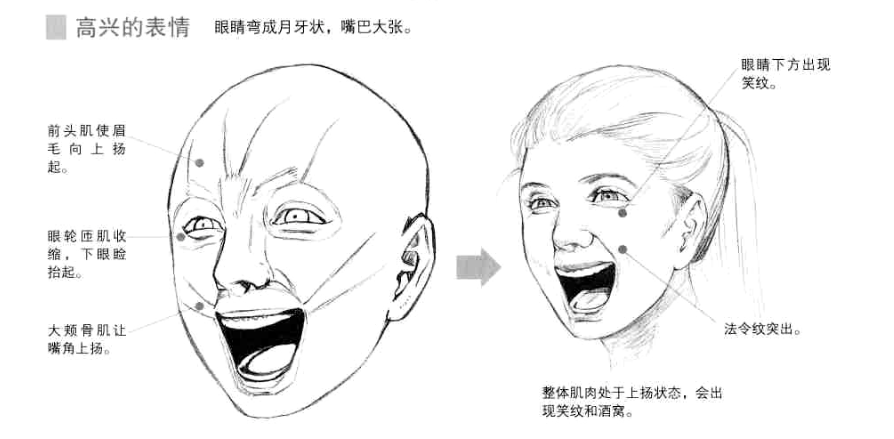 高兴的表情 眼睛弯成月牙状，嘴巴大张。
前头肌使眉
毛向上扬
起。
眼轮匝肌收
缩，下眼睑
抬起。
大颊骨肌让
嘴角上扬。
眼睛下方出现
笑纹。
法令纹突出。
整体肌肉处于上扬状态，会出
现笑纹和酒窝。